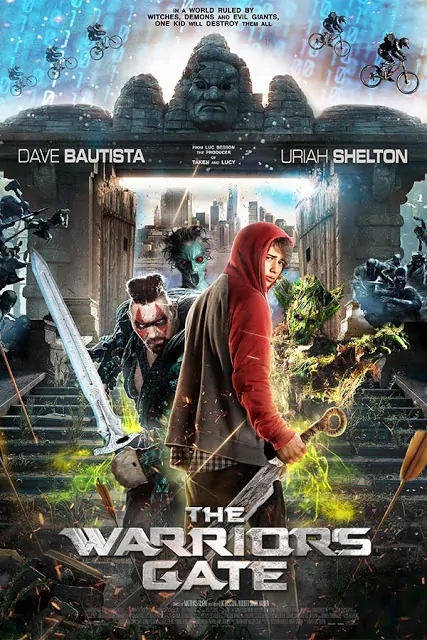 IN A WORLD RULED BY
WITCHES, DEMONS AND EVIL GIANTS,
ONE KID WILL DESTROY THEM ALL
DAVE BAUTISTA
FROM LUC BESSON
THE PRODUCER
OF
TAKEN AND LUCY
URIAH SHELTON
THE
WARRIORS
GATE